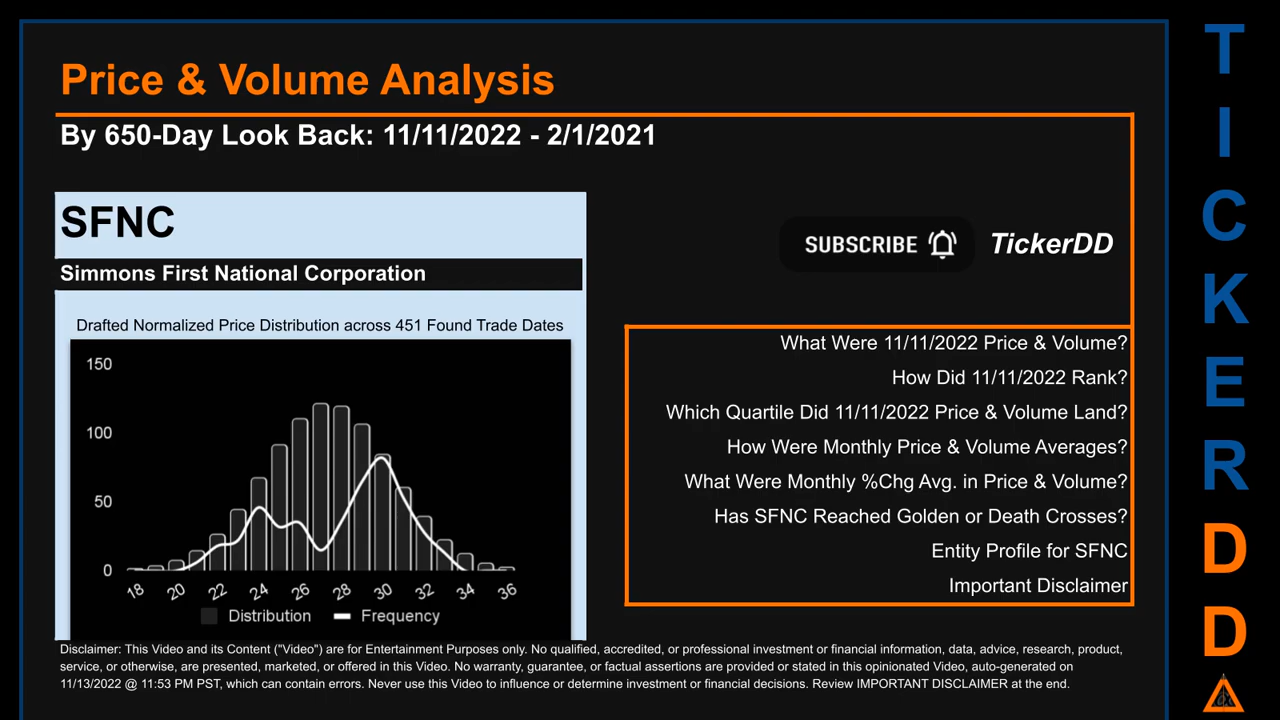 Price & Volume Analysis
By 650-Day Look Back: 11/11/2022 - 2/1/2021
SFNC
Simmons First National Corporation
Drafted Normalized Price Distribution across 451 Found Trade Dates
150
100
50
0
18 20 22 24 26 28 30 32 34 36
Distribution Frequency
SUBSCRIBE TickerDD
What Were 11/11/2022 Price & Volume?
How Did 11/11/2022 Rank?
Which Quartile Did 11/11/2022 Price & Volume Land?
How Were Monthly Price & Volume Averages?
What Were Monthly %Chg Avg. in Price & Volume?
Has SFNC Reached Golden or Death Crosses?
Entity Profile for SFNC
Important Disclaimer
Disclaimer: This Video and its Content ("Video") are for Entertainment Purposes only. No qualified, accredited, or professional investment or financial information, data, advice, research, product,
service, or otherwise, are presented, marketed, or offered in this Video. No warranty, guarantee, or factual assertions are provided or stated in this opinionated Video, auto-generated on
11/13/2022 @ 11:53 PM PST, which can contain errors. Never use this Video to influence or determine investment or financial decisions. Review IMPORTANT DISCLAIMER at the end.
T
I
C
K
E
R
D
D